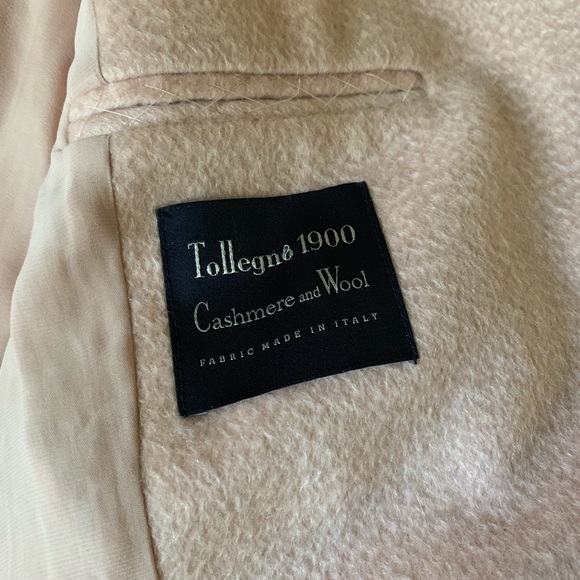 Tollegno 1900
Cashmere and Wool
FABRIC MADE IN ITALY